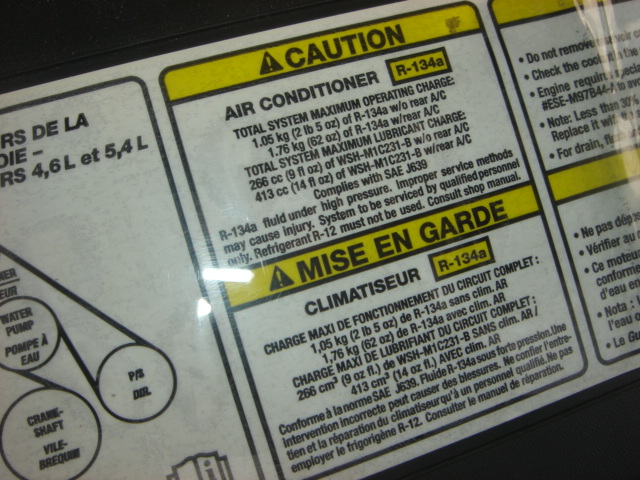 RS DE LA
OIE –
RS 4,6 L et 5,4 L
WATER
PUMP
POMPE À
EAU
P/S
DIR.
CRANK-
SHAFT
VILE-
BREQUIN
CAUTION
AIR CONDITIONER R-134a
TOTAL SYSTEM MAXIMUM OPERATING CHARGE:
1.05 kg (2 lb 5 oz) of R-134a w/o rear A/C
1.76 kg (62 oz) of R-134a w/rear A/C
TOTAL SYSTEM MAXIMUM LUBRICANT CHARGE:
266 cc (9 fl oz) of WSH-M1C231-B w/o rear A/C
413 cc (14 fl oz) of WSH-M1C231-B w/rear A/C
Complies with SAE J639
R-134a fluid under high pressure. Improper service methods
may cause injury. System to be serviced by qualified personnel
only. Refrigerant R-12 must not be used. Consult shop manual.
MISE EN GARDE
CLIMATISEUR R-134a
CHARGE MAXI DE FONCTIONNEMENT DU CIRCUIT COMPLET :
1,05 kg (2 lb 5 oz) de R-134a sans clim. AR
1,76 kg (62 oz) de R-134a avec clim. AR
CHARGE MAXI DE LUBRIFIANT DU CIRCUIT COMPLET :
266 cm³ (9 oz fl.) de WSH-M1C231-B SANS clim. AR /
413 cm³ (14 oz fl.) AVEC clim. AR
Conforme à la norme SAE J639. Fluide R-134a sous forte pression. Une
intervention incorrecte peut causer des blessures. Ne confier l'entre-
tien et la réparation du climatiseur qu'à un personnel qualifié. Ne pas
employer le frigorigène R-12. Consulter le manuel de réparation.
• Do not remove
• Check the
• Engine require
#ESE-M97B44-A to
• Note: Less than
Replace it
• For drain,
• Ne pas
• Vérifier au
• Ce moteu
conforme
d'eau
• Nota
l'eau
• Le Gu